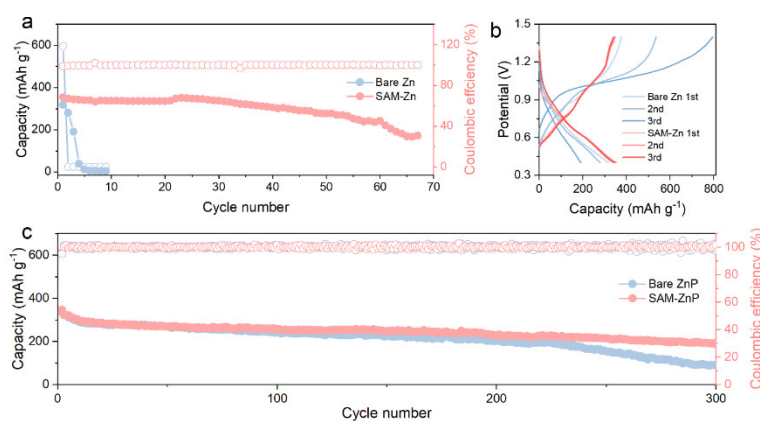 a
Capacity (mAh g⁻¹)
600
400
200
0
Bare Zn
SAM-Zn
120
80
40
0
Coulombic effciency (%)
0 10 20 30 40 50 60 70
Cycle number
b
Potential (V)
1.5
1.2
0.9
0.6
0.3
Bare Zn 1st
2nd
3rd
SAM-Zn 1st
2nd
3rd
0 200 400 600 800
Capacity (mAh g⁻¹)
c
Capacity (mAh g⁻¹)
600
400
200
0
Bare ZnP
SAM-ZnP
100
80
60
40
20
0
Coulombic efficiency (%)
0 100 200 300
Cycle number